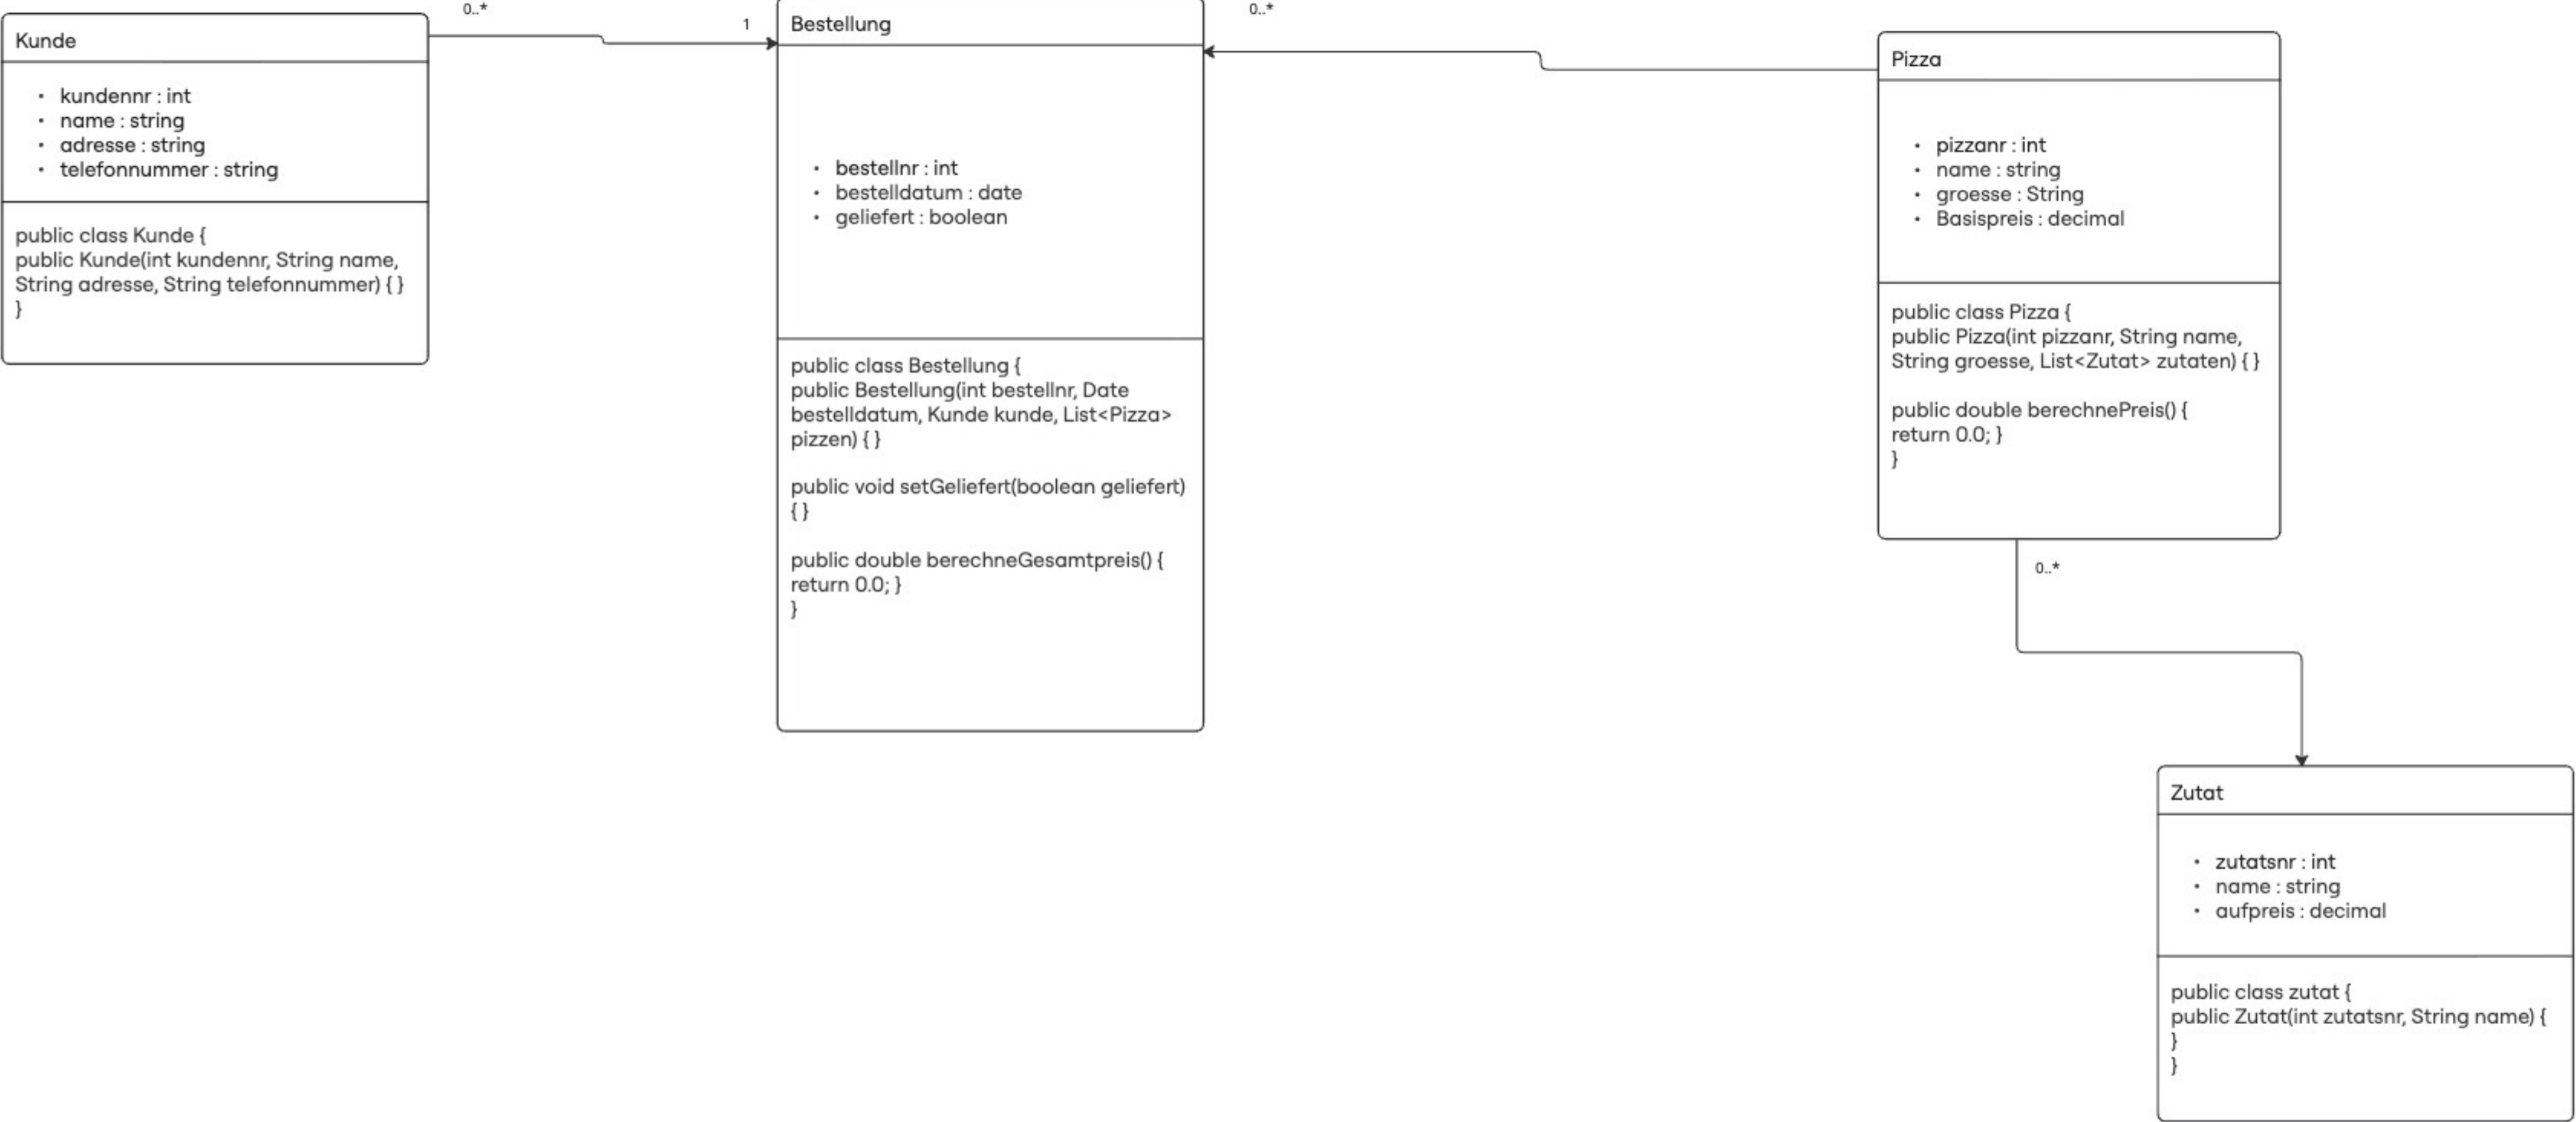 0..*
1
0..*
Kunde
• kundennr : int
• name : string
• adresse : string
• telefonnummer : string
public class Kunde {
public Kunde(int kundennr, String name,
String adresse, String telefonnummer) { }
}
Bestellung
• bestellnr : int
• bestelldatum : date
• geliefert : boolean
public class Bestellung {
public Bestellung(int bestellnr, Date
bestelldatum, Kunde kunde, List<Pizza>
pizzen) { }
public void setGeliefert(boolean geliefert)
{ }
public double berechneGesamtpreis() {
return 0.0; }
}
Pizza
• pizzanr : int
• name : string
• groesse : String
• Basispreis : decimal
public class Pizza {
public Pizza(int pizzanr, String name,
String groesse, List<Zutat> zutaten) { }
public double berechnePreis() {
return 0.0; }
}
0..*
Zutat
• zutatsnr : int
• name : string
• aufpreis : decimal
public class zutat {
public Zutat(int zutatsnr, String name) {
}
}